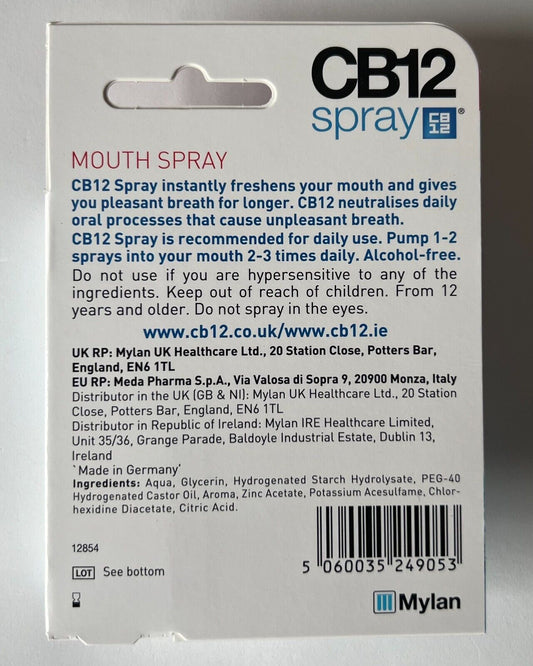 CB12
spray CB 12 ®
MOUTH SPRAY
CB12 Spray instantly freshens your mouth and gives
you pleasant breath for longer. CB12 neutralises daily
oral processes that cause unpleasant breath.
CB12 Spray is recommended for daily use. Pump 1-2
sprays into your mouth 2-3 times daily. Alcohol-free.
Do not use if you are hypersensitive to any of the
ingredients. Keep out of reach of children. From 12
years and older. Do not spray in the eyes.
www.cb12.co.uk/www.cb12.ie
UK RP: Mylan UK Healthcare Ltd., 20 Station Close, Potters Bar,
England, EN6 1TL
EU RP: Meda Pharma S.p.A., Via Valosa di Sopra 9, 20900 Monza, Italy
Distributor in the UK (GB & NI): Mylan UK Healthcare Ltd., 20 Station
Close, Potters Bar, England, EN6 1TL
Distributor in Republic of Ireland: Mylan IRE Healthcare Limited,
Unit 35/36, Grange Parade, Baldoyle Industrial Estate, Dublin 13,
Ireland
`Made in Germany'
Ingredients: Aqua, Glycerin, Hydrogenated Starch Hydrolysate, PEG-40
Hydrogenated Castor Oil, Aroma, Zinc Acetate, Potassium Acesulfame, Chlor-
hexidine Diacetate, Citric Acid.
12854
LOT See bottom
5 060035 249053
Mylan